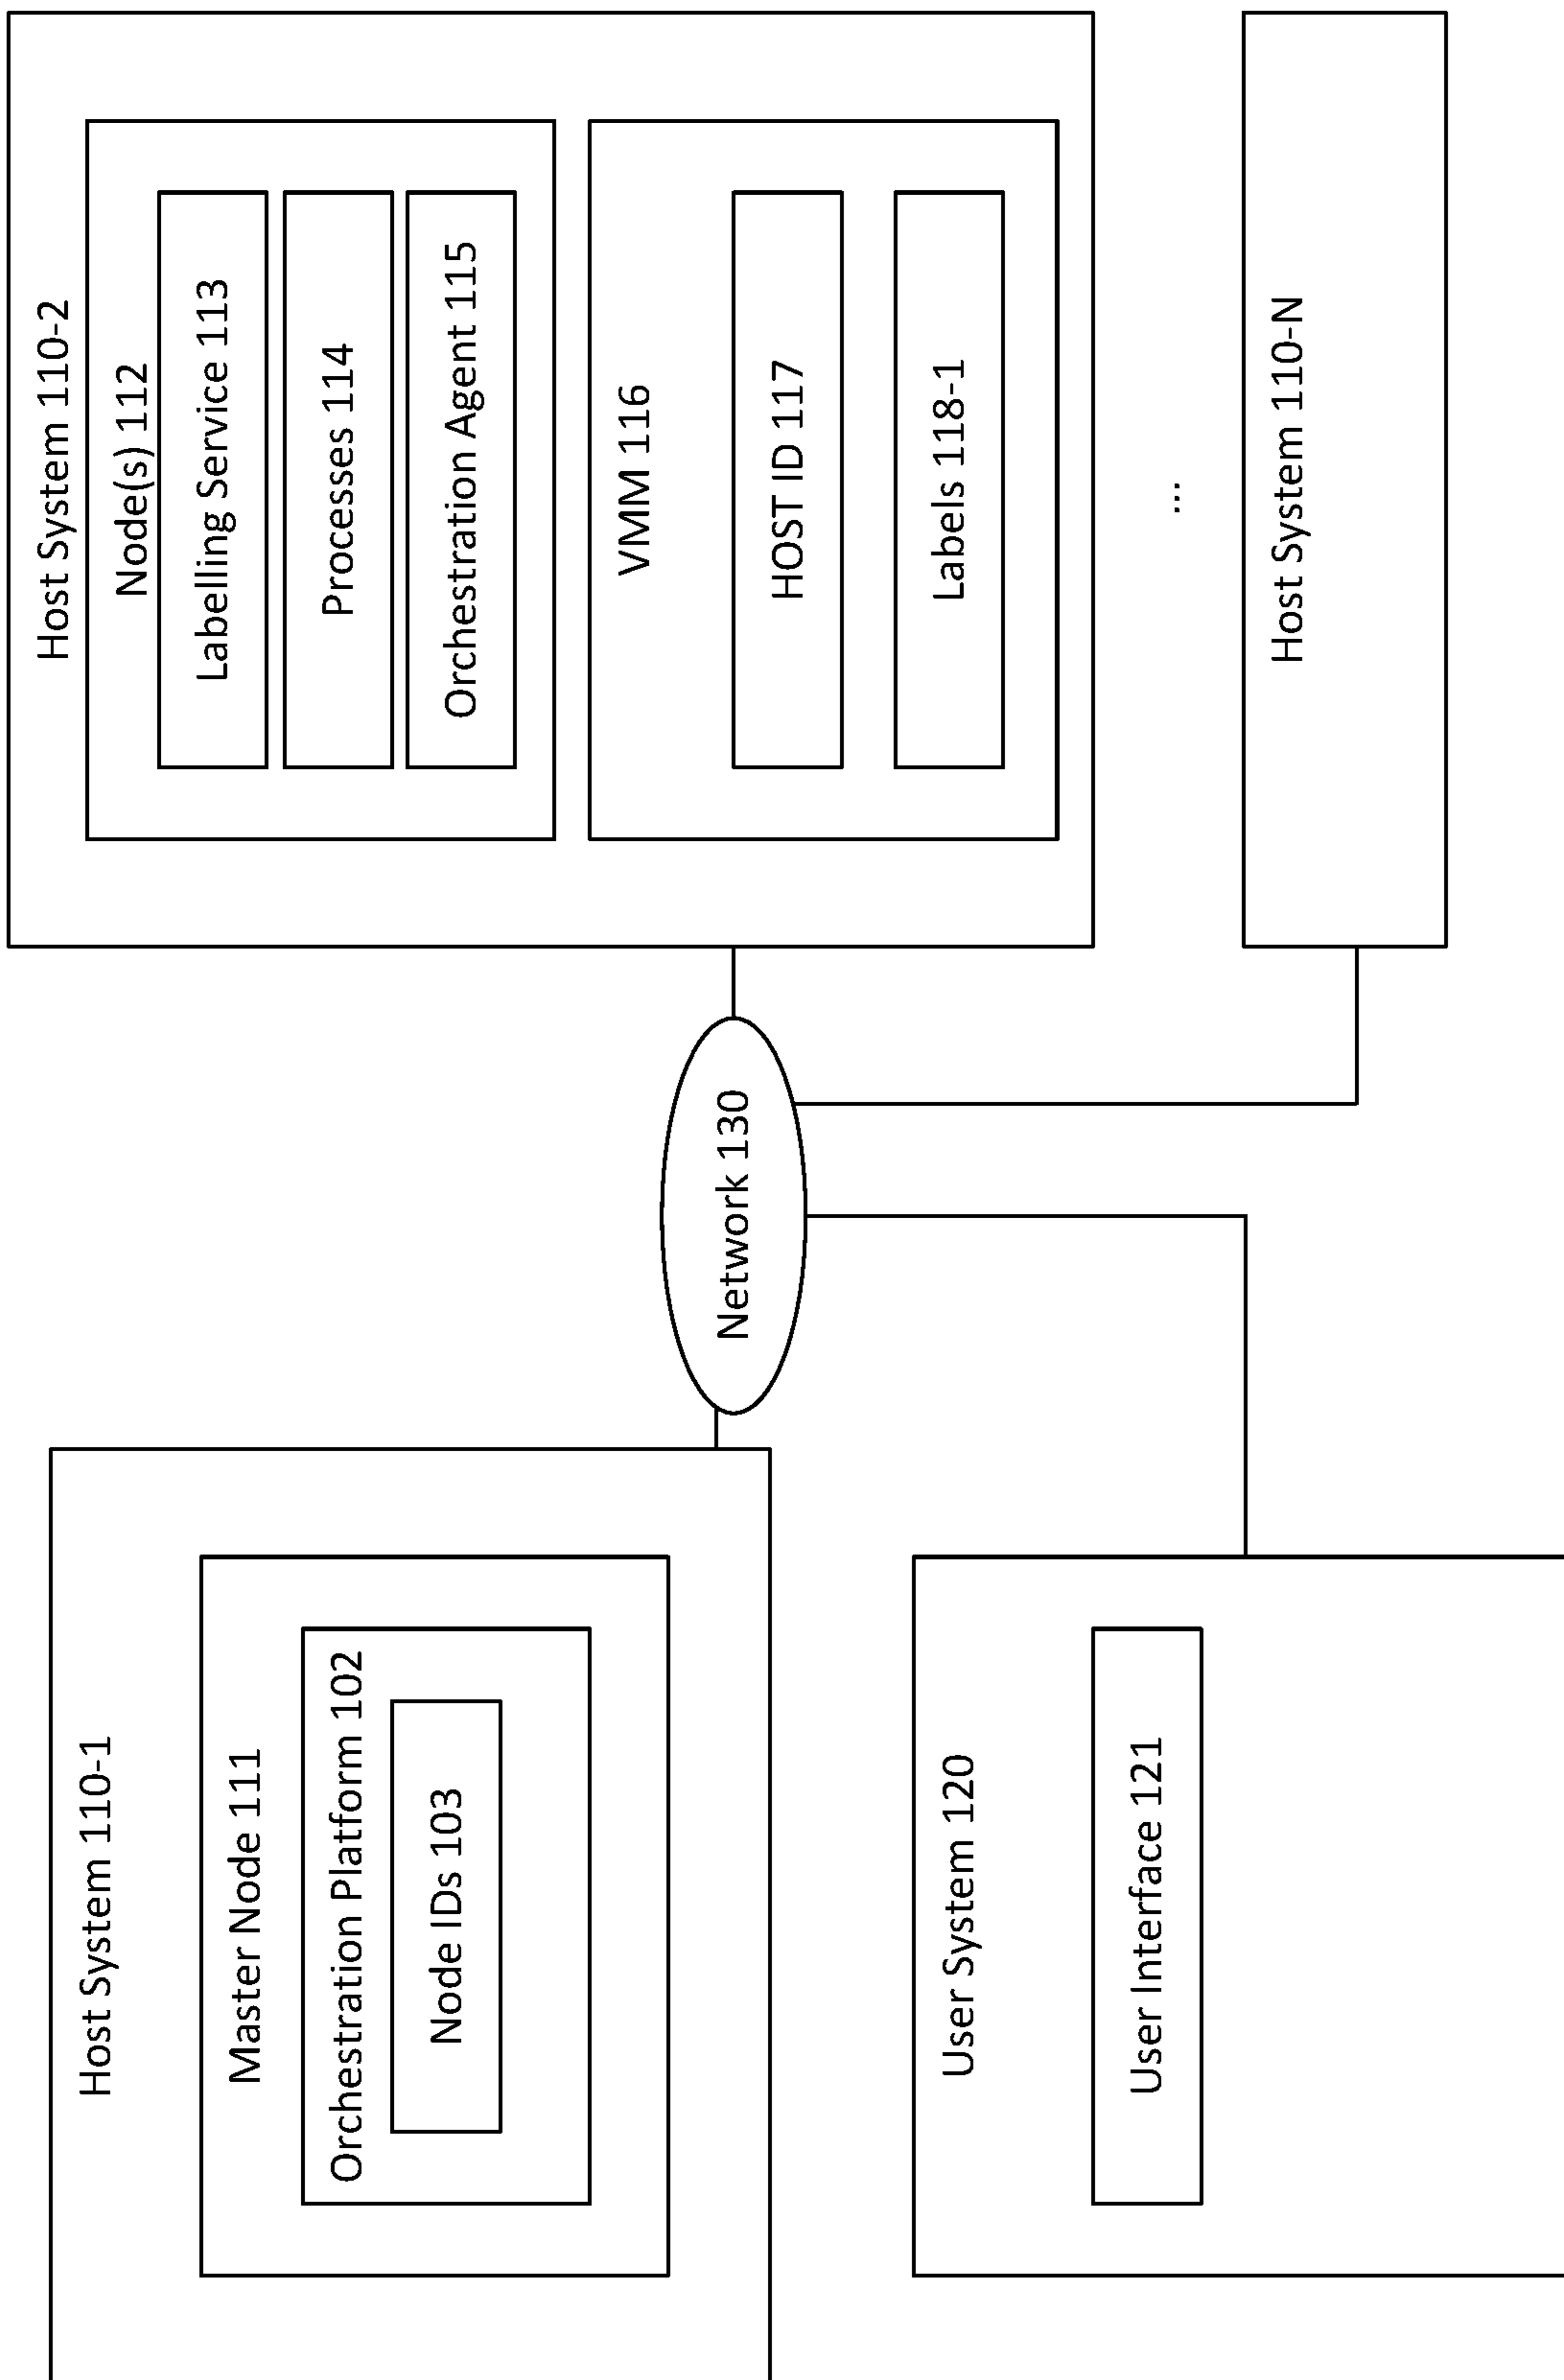 Host System 110-1
Master Node 111
Orchestration Platform 102
Node IDs 103
User System 120
User Interface 121
Network 130
Host System 110-2
Node(s) 112
Labelling Service 113
Processes 114
Orchestration Agent 115
VMM 116
HOST ID 117
Labels 118-1
...
Host System 110-N